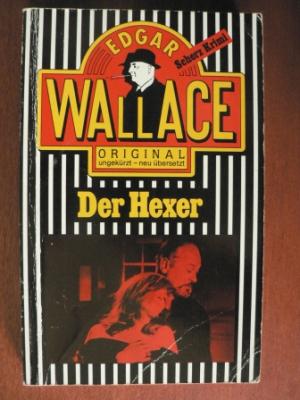 EDGAR
Scherz Krimi
WALLACE
ORIGINAL
ungekürzt – neu übersetzt
Der Hexer